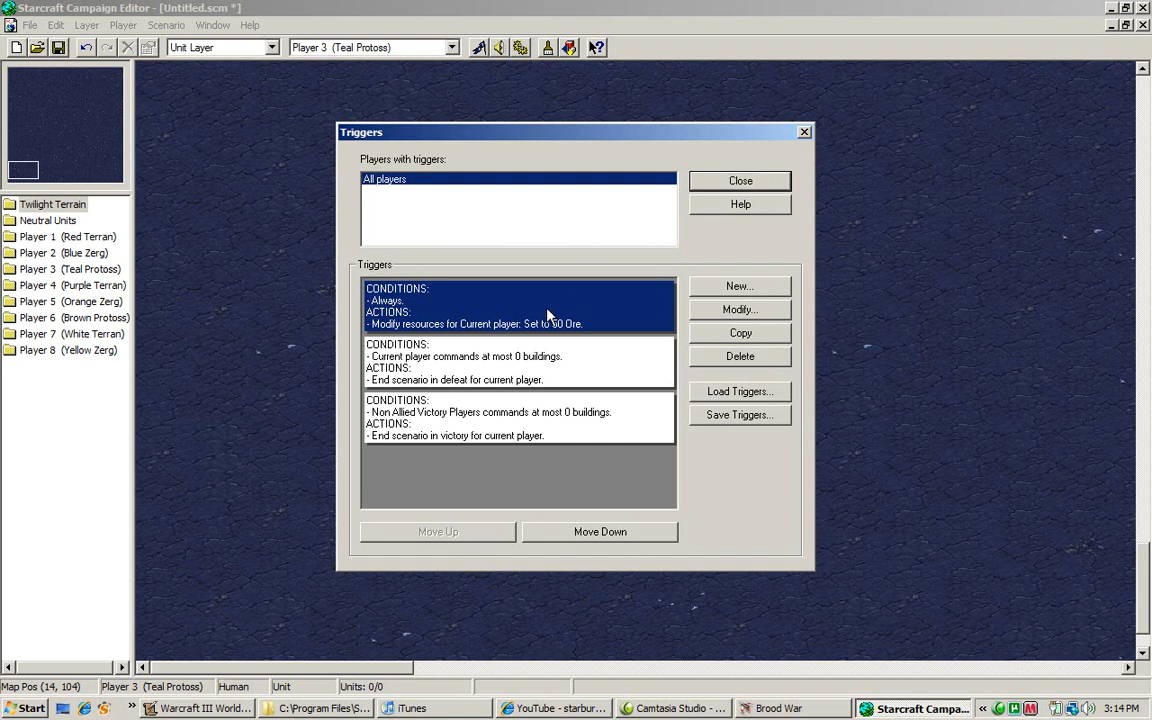 Starcraft Campaign Editor - [Untitled.scm *]
File Edit Layer Player Scenario Window Help
Unit Layer Player 3 (Teal Protoss)
Twilight Terrain
Neutral Units
Player 1 (Red Terran)
Player 2 (Blue Zerg)
Player 3 (Teal Protoss)
Player 4 (Purple Terran)
Player 5 (Orange Zerg)
Player 6 (Brown Protoss)
Player 7 (White Terran)
Player 8 (Yellow Zerg)
Triggers
Players with triggers:
All players
Close
Help
Triggers
CONDITIONS:
- Always.
ACTIONS:
- Modify resources for Current player: Set to 50 Ore.
CONDITIONS:
- Current player commands at most 0 buildings.
ACTIONS:
- End scenario in defeat for current player.
CONDITIONS:
- Non Allied Victory Players commands at most 0 buildings.
ACTIONS:
- End scenario in victory for current player.
New...
Modify...
Copy
Delete
Load Triggers...
Save Triggers...
Move Up Move Down
Map Pos (14, 104) Player 3 (Teal Protoss) Human Unit Units: 0/0
Start » Warcraft III World... C:\Program Files\S... iTunes YouTube - starbur... Camtasia Studio - ... Brood War Starcraft Campa... « 3:14 PM